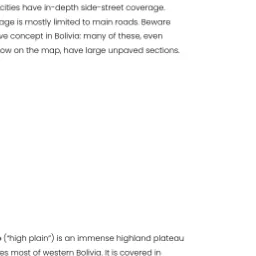 cities have in-depth side-street coverage.
age is mostly limited to main roads. Beware
ve concept in Bolivia: many of these, even
ow on the map, have large unpaved sections.
(“high plain”) is an immense highland plateau
es most of western Bolivia. It is covered in